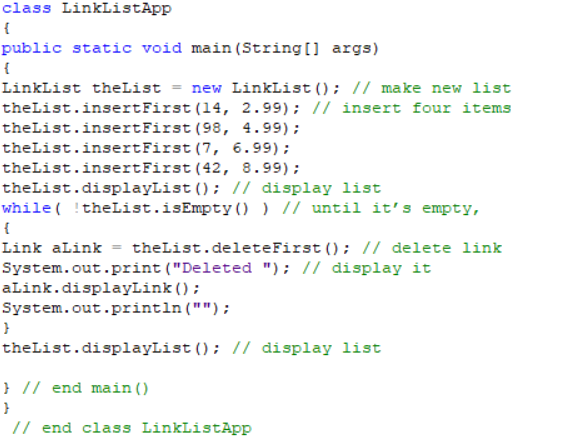 class LinkListApp
{
public static void main(String[] args)
{
LinkList theList = new LinkList(); // make new list
theList.insertFirst(14, 2.99); // insert four items
theList.insertFirst(98, 4.99);
theList.insertFirst(7, 6.99);
theList.insertFirst(42, 8.99);
theList.displayList(); // display list
while( !theList.isEmpty() ) // until it’s empty,
{
Link aLink = theList.deleteFirst(); // delete link
System.out.print("Deleted "); // display it
aLink.displayLink();
System.out.println("");
}
theList.displayList(); // display list
} // end main()
}
// end class LinkListApp